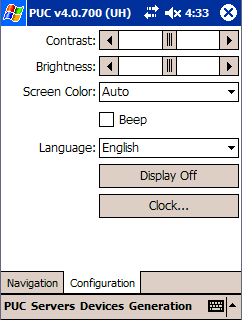 PUC v4.0.700 (UH) 4:33
Contrast:
Brightness:
Screen Color: Auto
Beep
Language: English
Display Off
Clock...
Navigation Configuration
PUC Servers Devices Generation